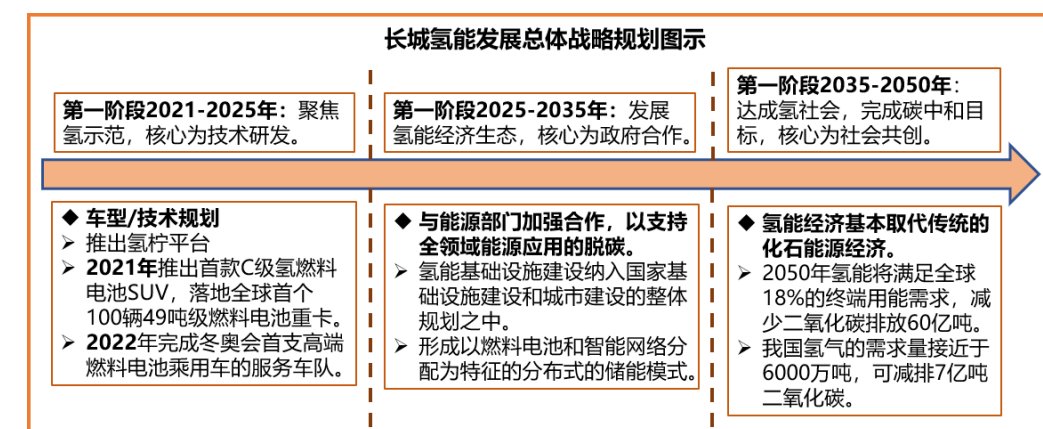 长城氢能发展总体战略规划图示
第一阶段2021-2025年：聚焦
氢示范，核心为技术研发。
第一阶段2025-2035年：发展
氢能经济生态，核心为政府合作。
第一阶段2035-2050年：
达成氢社会，完成碳中和目
标，核心为社会共创。
◆ 车型/技术规划
➢ 推出氢柠平台
➢ 2021年推出首款C级氢燃料
电池SUV，落地全球首个
100辆49吨级燃料电池重卡。
➢ 2022年完成冬奥会首支高端
燃料电池乘用车的服务车队。
◆ 与能源部门加强合作，以支持
全领域能源应用的脱碳。
➢ 氢能基础设施建设纳入国家基
础设施建设和城市建设的整体
规划之中。
➢ 形成以燃料电池和智能网络分
配为特征的分布式的储能模式。
◆ 氢能经济基本取代传统的
化石能源经济。
➢ 2050年氢能将满足全球
18%的终端用能需求，减
少二氧化碳排放60亿吨。
➢ 我国氢气的需求量接近于
6000万吨，可减排7亿吨
二氧化碳。